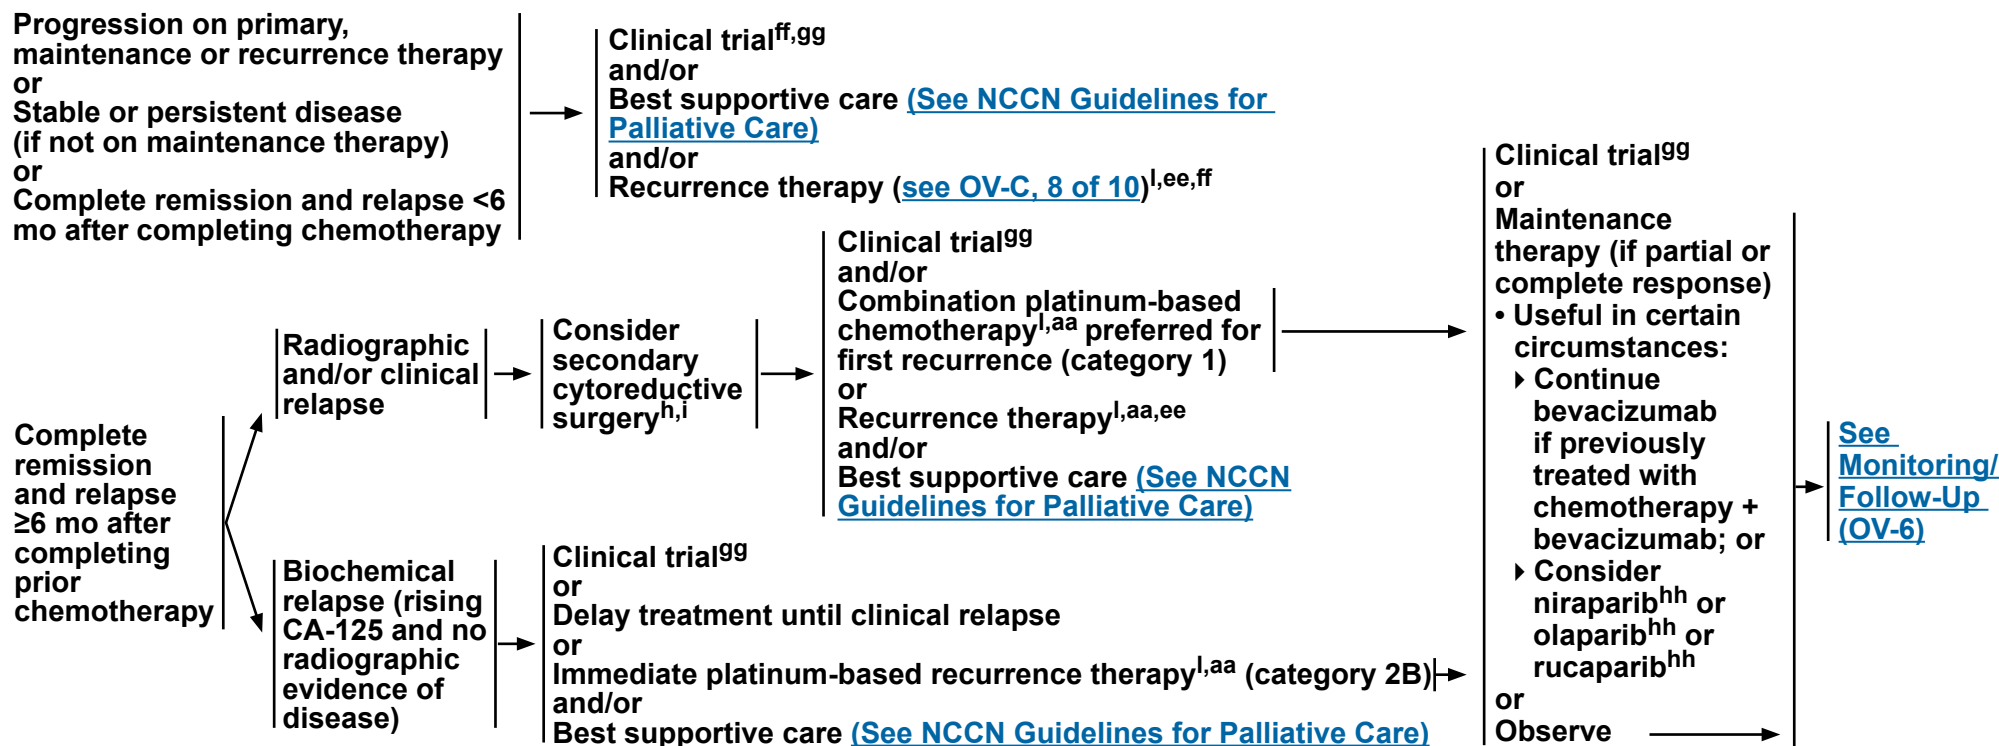 Progression on primary,
maintenance or recurrence therapy
or
Stable or persistent disease
(if not on maintenance therapy)
or
Complete remission and relapse <6
mo after completing chemotherapy
Clinical trialff,gg
and/or
Best supportive care (See NCCN Guidelines for
Palliative Care)
and/or
Recurrence therapy (see OV-C, 8 of 10)l,ee,ff
Complete
remission
and relapse
≥6 mo after
completing
prior
chemotherapy
Radiographic
and/or clinical
relapse
Consider
secondary
cytoreductive
surgeryh,i
Clinical trialgg
and/or
Combination platinum-based
chemotherapyl,aa preferred for
first recurrence (category 1)
or
Recurrence therapyl,aa,ee
and/or
Best supportive care (See NCCN
Guidelines for Palliative Care)
Biochemical
relapse (rising
CA-125 and no
radiographic
evidence of
disease)
Clinical trialgg
or
Delay treatment until clinical relapse
or
Immediate platinum-based recurrence therapyl,aa (category 2B)
and/or
Best supportive care (See NCCN Guidelines for Palliative Care)
Clinical trialgg
or
Maintenance
therapy (if partial or
complete response)
• Useful in certain
circumstances:
Continue
bevacizumab
if previously
treated with
chemotherapy +
bevacizumab; or
Consider
niraparibhh or
olaparibhh or
rucaparibhh
or
Observe
See
Monitoring/
Follow-Up
(OV-6)